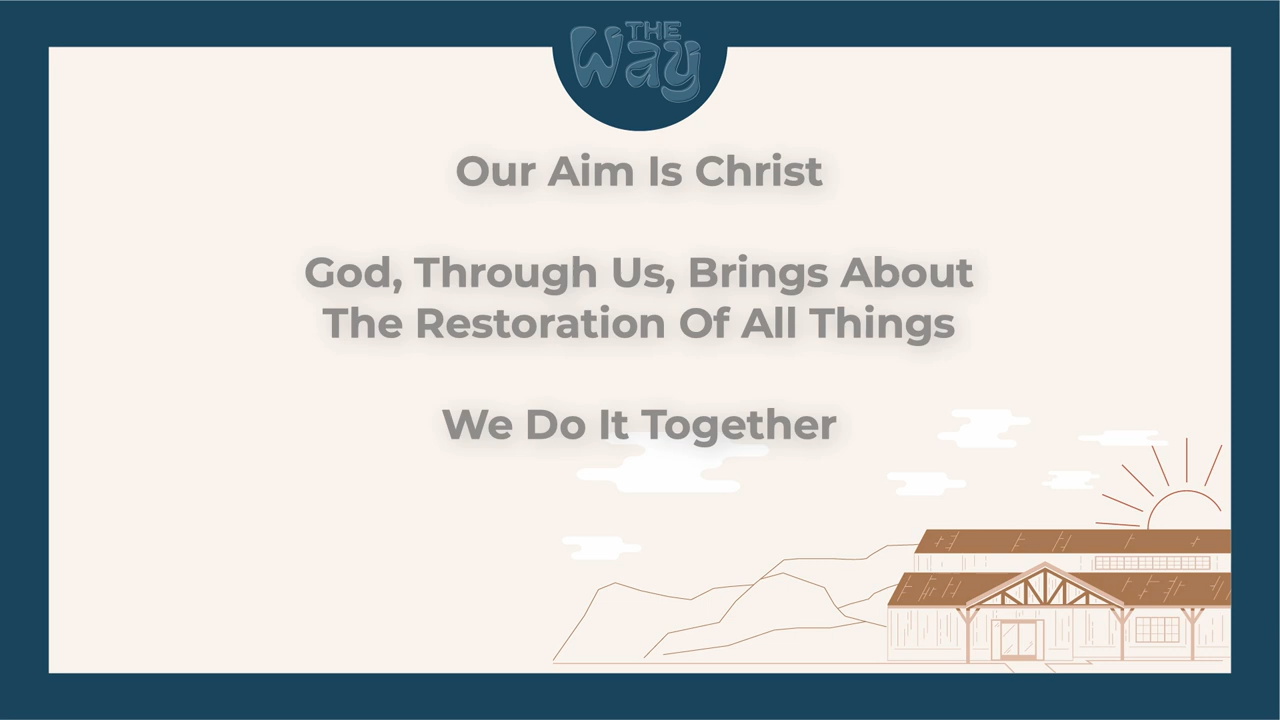 THE
Way
Our Aim Is Christ
God, Through Us, Brings About
The Restoration Of All Things
We Do It Together